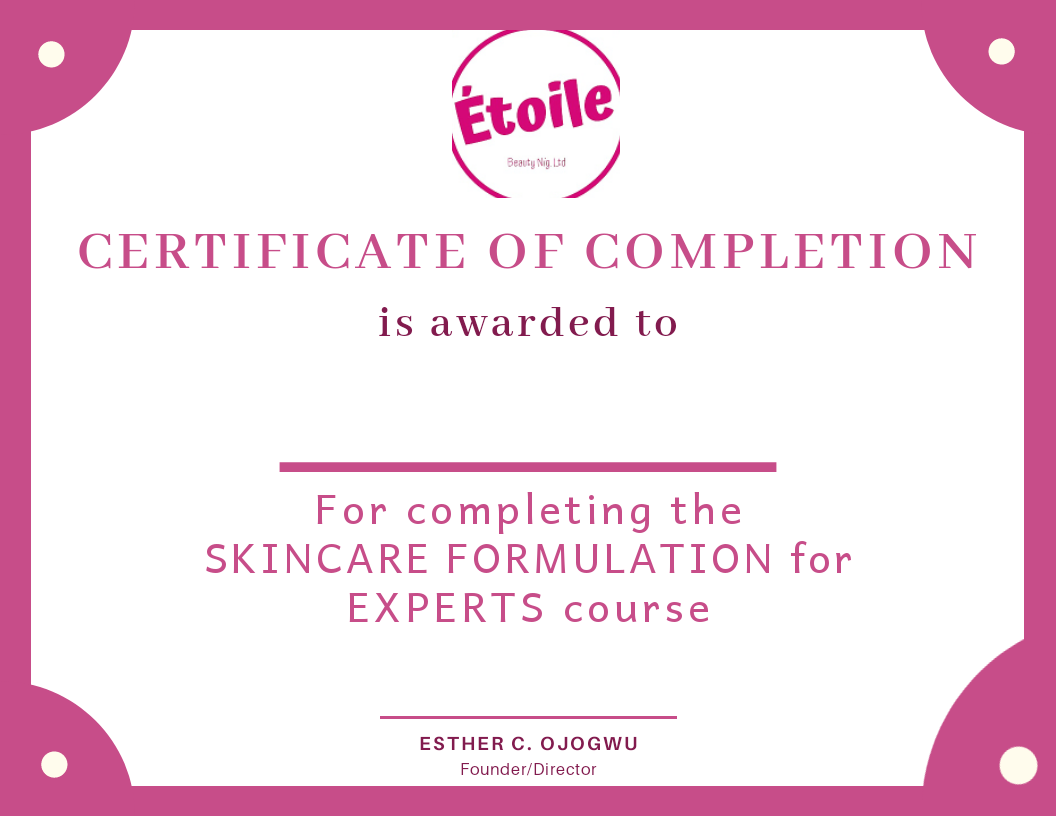 Étoile
Beauty Nig.Ltd
CERTIFICATE OF COMPLETION
is awarded to
For completing the
SKINCARE FORMULATION for
EXPERTS course
ESTHER C. OJOGWU
Founder/Director